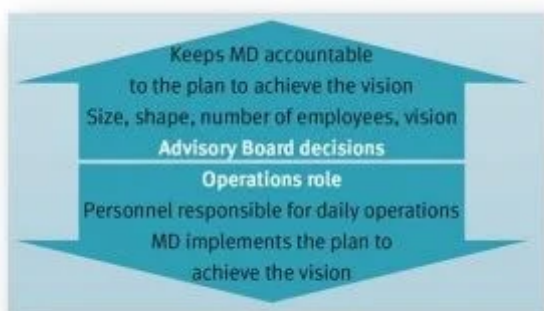 Keeps MD accountable
to the plan to achieve the vision
Size, shape, number of employees, vision
Advisory Board decisions
Operations role
Personnel responsible for daily operations
MD implements the plan to
achieve the vision